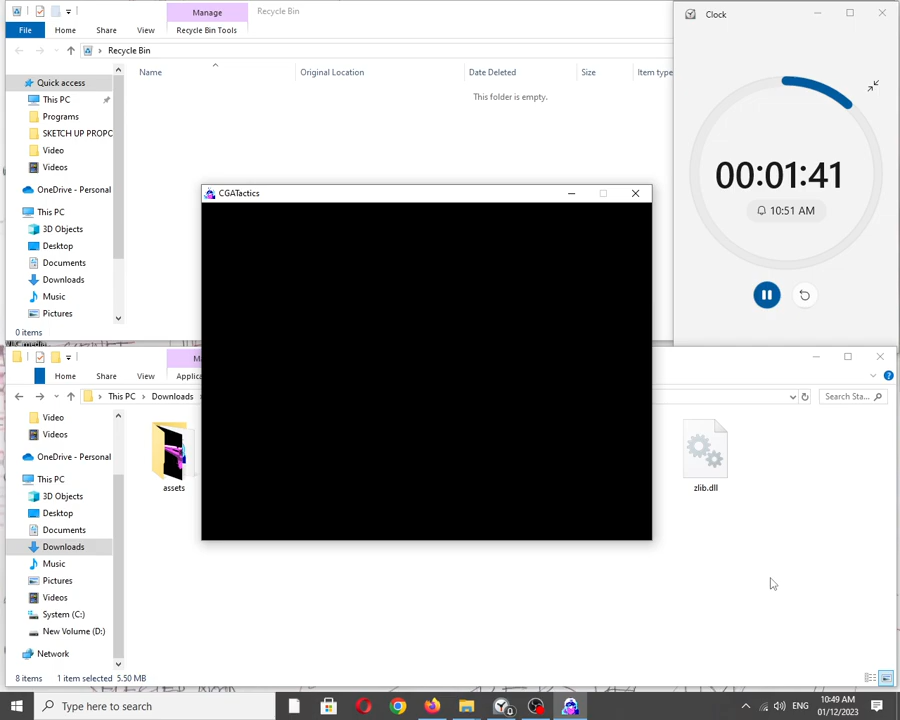 Manage
Recycle Bin
File
Home
Share
View
Recycle Bin Tools
Recycle Bin
Name
Original Location
Date Deleted
Size
Item type
This folder is empty.
Quick access
This PC
Programs
SKETCH UP PROPC
Video
Videos
OneDrive - Personal
This PC
3D Objects
Desktop
Documents
Downloads
Music
Pictures
0 items
Clock
00:01:41
10:51 AM
CGATactics
Home
Share
View
Applic
This PC
Downloads
Search Sta...
Video
Videos
OneDrive - Personal
This PC
3D Objects
Desktop
Documents
Downloads
Music
Pictures
Videos
System (C:)
New Volume (D:)
Network
assets
zlib.dll
8 items
1 item selected 5.50 MB
Type here to search
ENG
10:49 AM
01/12/2023